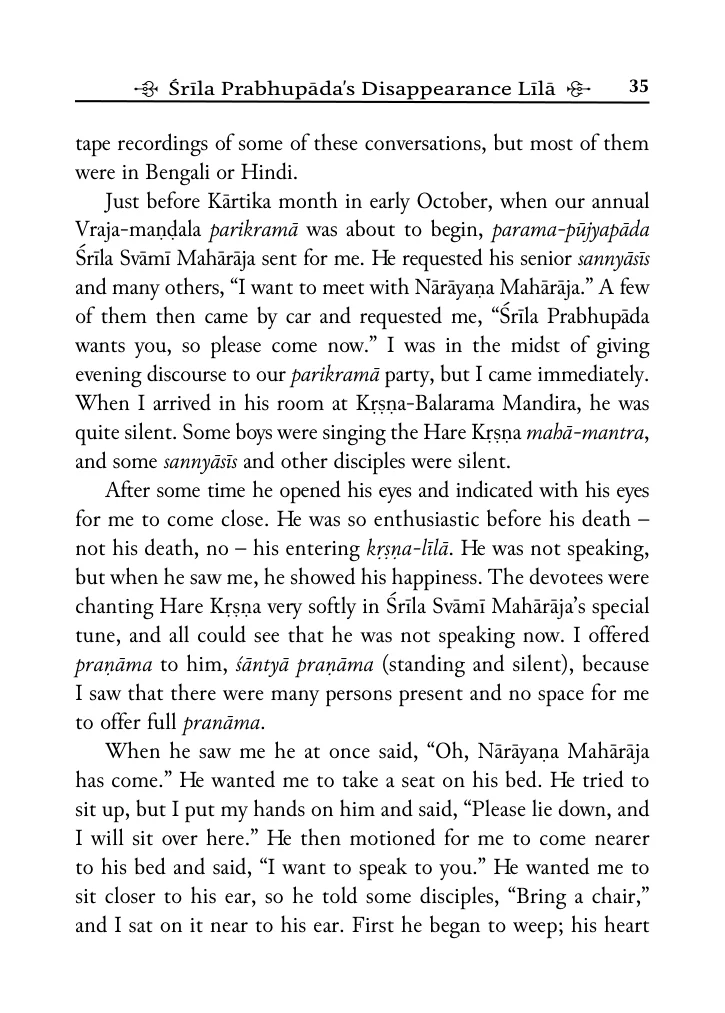 Śrīla Prabhupāda’s Disappearance Līlā 35
tape recordings of some of these conversations, but most of them
were in Bengali or Hindi.
Just before Kārtika month in early October, when our annual
Vraja-maṇḍala parikramā was about to begin, parama-pūjyapāda
Śrīla Svāmī Mahārāja sent for me. He requested his senior sannyāsīs
and many others, “I want to meet with Nārāyaṇa Mahārāja.” A few
of them then came by car and requested me, “Śrīla Prabhupāda
wants you, so please come now.” I was in the midst of giving
evening discourse to our parikramā party, but I came immediately.
When I arrived in his room at Kṛṣṇa-Balarama Mandira, he was
quite silent. Some boys were singing the Hare Kṛṣṇa mahā-mantra,
and some sannyāsīs and other disciples were silent.
After some time he opened his eyes and indicated with his eyes
for me to come close. He was so enthusiastic before his death –
not his death, no – his entering kṛṣṇa-līlā. He was not speaking,
but when he saw me, he showed his happiness. The devotees were
chanting Hare Kṛṣṇa very softly in Śrīla Svāmī Mahārāja’s special
tune, and all could see that he was not speaking now. I offered
praṇāma to him, śāntyā praṇāma (standing and silent), because
I saw that there were many persons present and no space for me
to offer full pranāma.
When he saw me he at once said, “Oh, Nārāyaṇa Mahārāja
has come.” He wanted me to take a seat on his bed. He tried to
sit up, but I put my hands on him and said, “Please lie down, and
I will sit over here.” He then motioned for me to come nearer
to his bed and said, “I want to speak to you.” He wanted me to
sit closer to his ear, so he told some disciples, “Bring a chair,”
and I sat on it near to his ear. First he began to weep; his heart